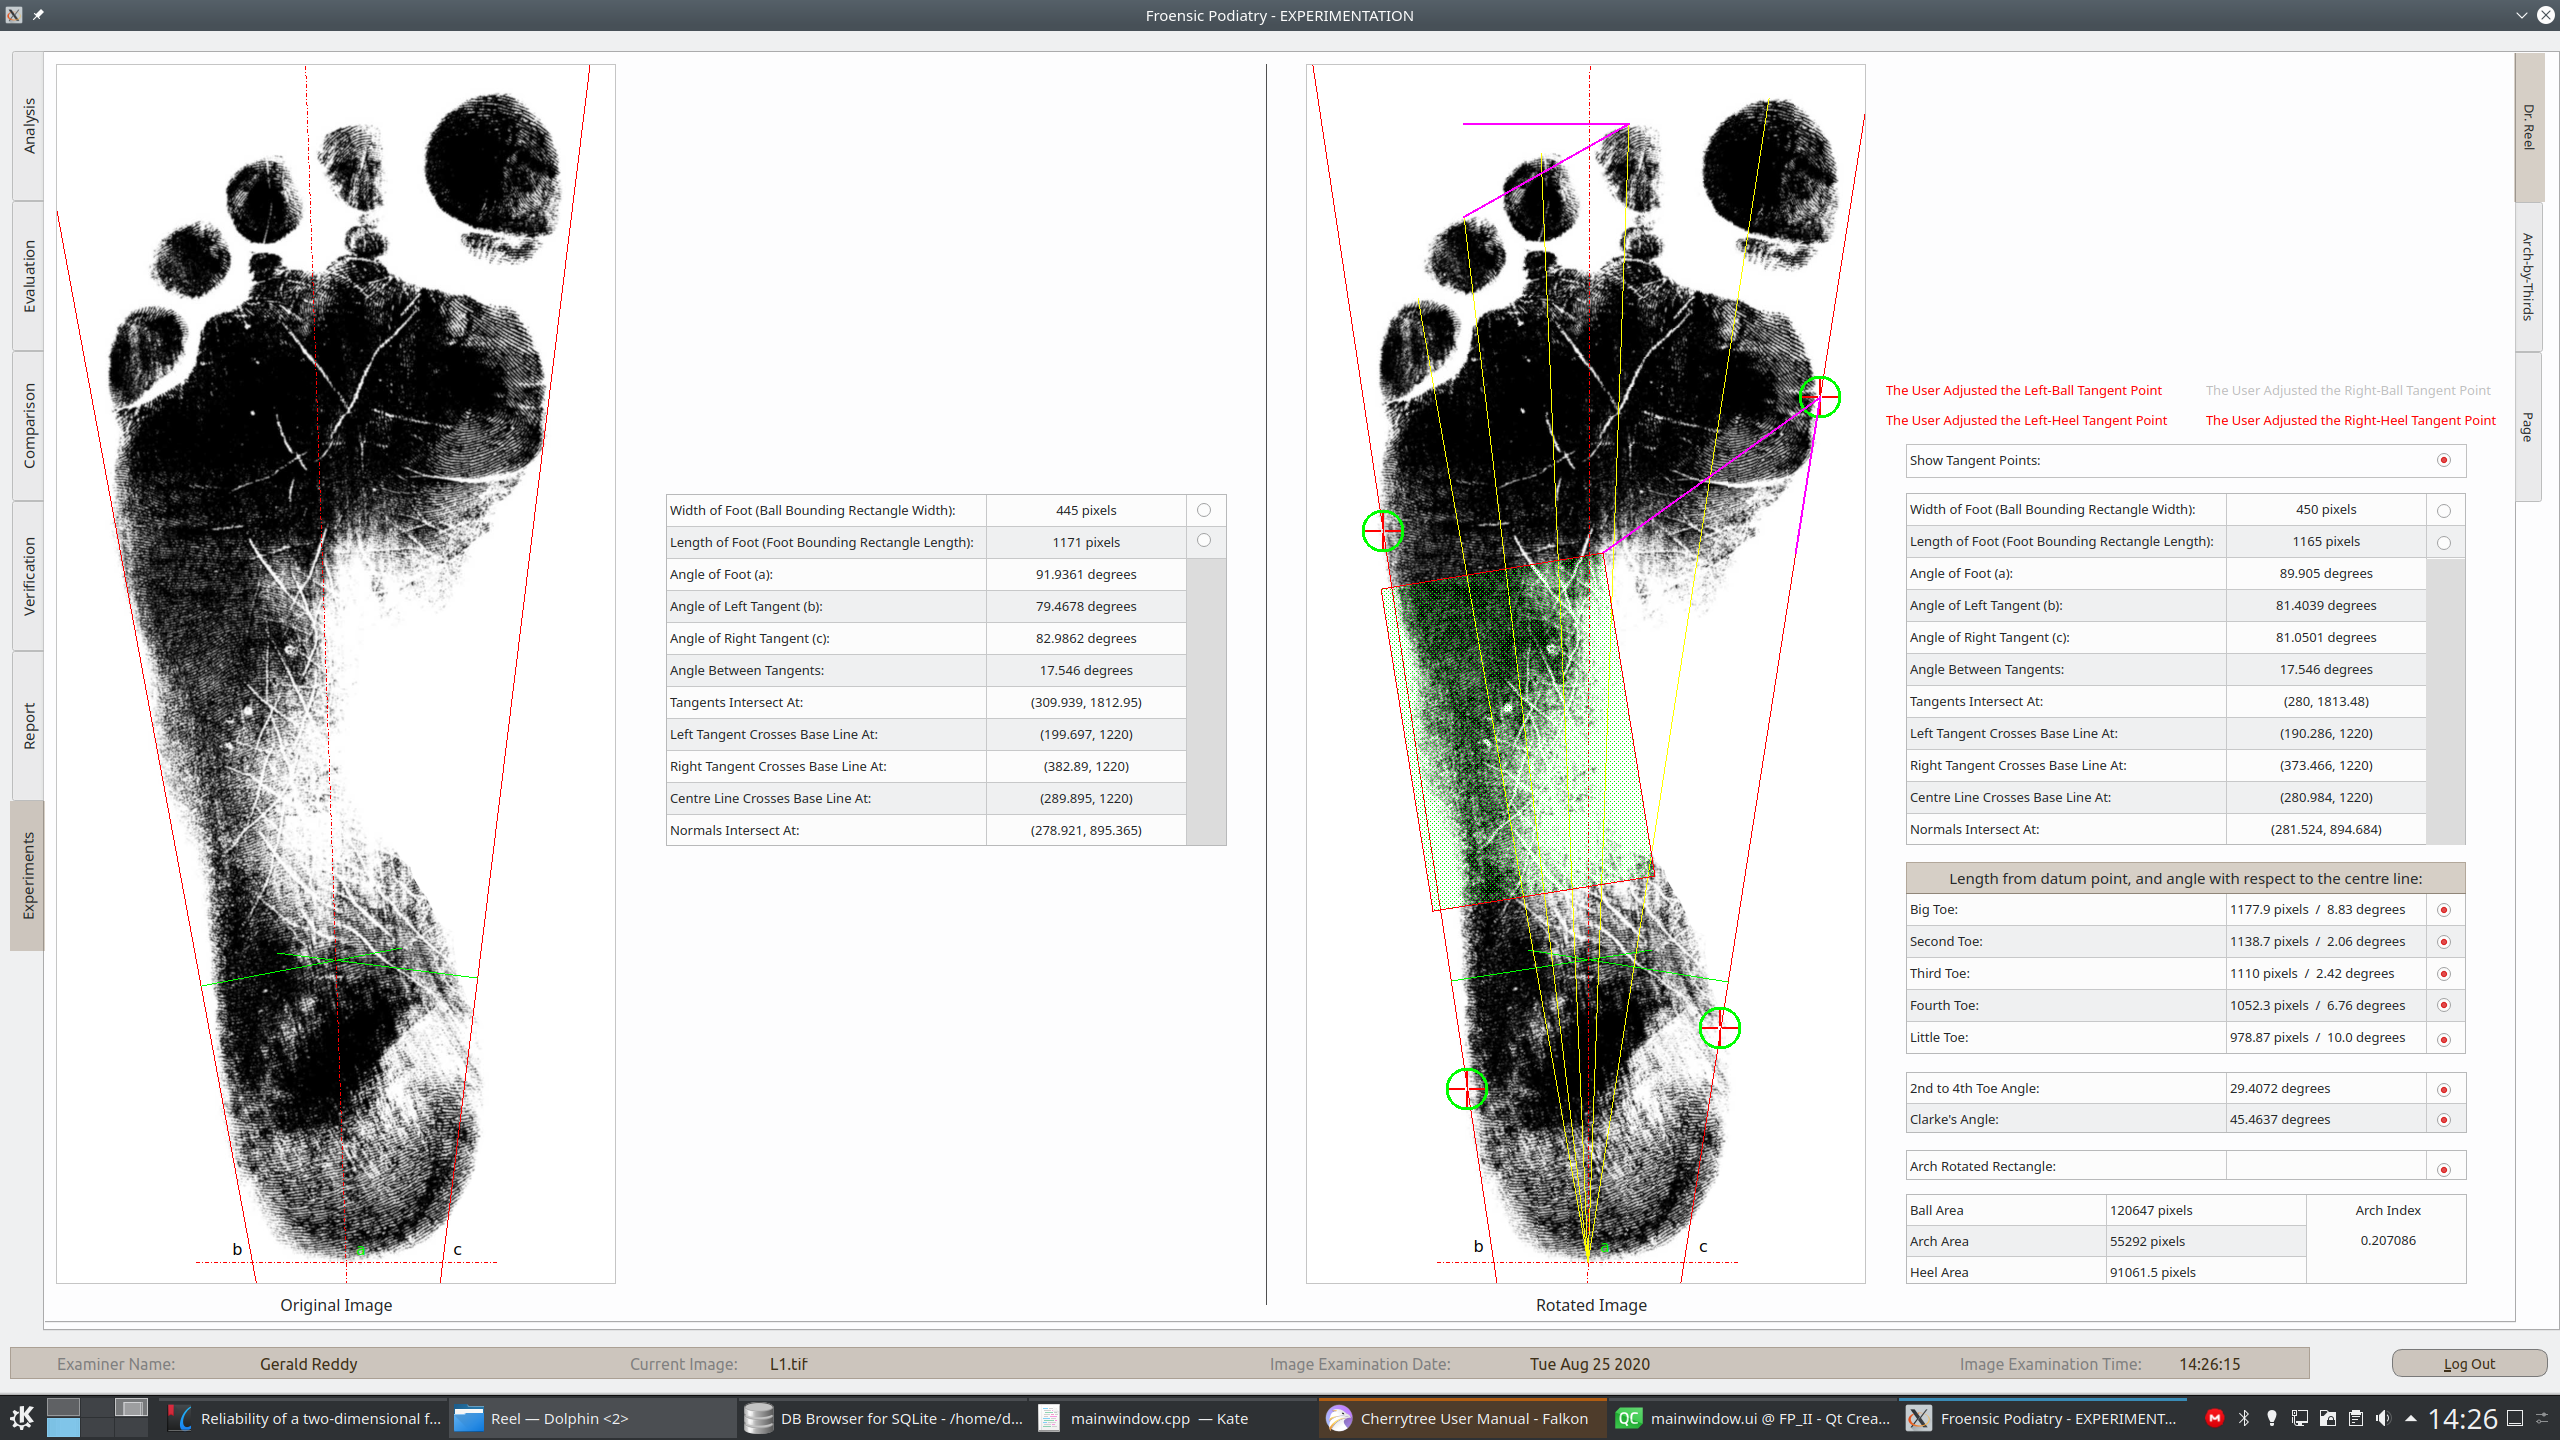 Froensic Podiatry - EXPERIMENTATION
Analysis
Evaluation
Comparison
Verification
Report
Experiments
b
a
c
Original Image
Width of Foot (Ball Bounding Rectangle Width): 445 pixels
Length of Foot (Foot Bounding Rectangle Length): 1171 pixels
Angle of Foot (a): 91.9361 degrees
Angle of Left Tangent (b): 79.4678 degrees
Angle of Right Tangent (c): 82.9862 degrees
Angle Between Tangents: 17.546 degrees
Tangents Intersect At: (309.939, 1812.95)
Left Tangent Crosses Base Line At: (199.697, 1220)
Right Tangent Crosses Base Line At: (382.89, 1220)
Centre Line Crosses Base Line At: (289.895, 1220)
Normals Intersect At: (278.921, 895.365)
b
a
c
Rotated Image
The User Adjusted the Left-Ball Tangent Point The User Adjusted the Right-Ball Tangent Point
The User Adjusted the Left-Heel Tangent Point The User Adjusted the Right-Heel Tangent Point
Show Tangent Points:
Width of Foot (Ball Bounding Rectangle Width): 450 pixels
Length of Foot (Foot Bounding Rectangle Length): 1165 pixels
Angle of Foot (a): 89.905 degrees
Angle of Left Tangent (b): 81.4039 degrees
Angle of Right Tangent (c): 81.0501 degrees
Angle Between Tangents: 17.546 degrees
Tangents Intersect At: (280, 1813.48)
Left Tangent Crosses Base Line At: (190.286, 1220)
Right Tangent Crosses Base Line At: (373.466, 1220)
Centre Line Crosses Base Line At: (280.984, 1220)
Normals Intersect At: (281.524, 894.684)
Length from datum point, and angle with respect to the centre line:
Big Toe: 1177.9 pixels / 8.83 degrees
Second Toe: 1138.7 pixels / 2.06 degrees
Third Toe: 1110 pixels / 2.42 degrees
Fourth Toe: 1052.3 pixels / 6.76 degrees
Little Toe: 978.87 pixels / 10.0 degrees
2nd to 4th Toe Angle: 29.4072 degrees
Clarke's Angle: 45.4637 degrees
Arch Rotated Rectangle:
Ball Area 120647 pixels Arch Index
Arch Area 55292 pixels 0.207086
Heel Area 91061.5 pixels
Dr. Reel
Arch-by-Thirds
Page
Examiner Name: Gerald Reddy Current Image: L1.tif Image Examination Date: Tue Aug 25 2020 Image Examination Time: 14:26:15 Log Out
Reliability of a two-dimensional f... Reel — Dolphin <2> DB Browser for SQLite - /home/d... mainwindow.cpp — Kate Cherrytree User Manual - Falkon QC mainwindow.ui @ FP_II - Qt Crea... Froensic Podiatry - EXPERIMENT... 14:26